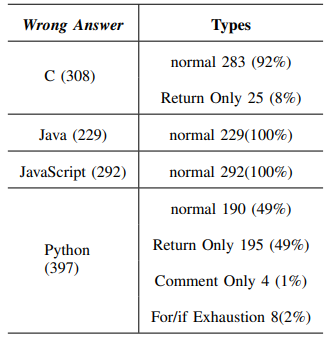 Wrong Answer Types
C (308)
normal 283 (92%)
Return Only 25 (8%)
Java (229) normal 229(100%)
JavaScript (292) normal 292(100%)
Python
(397)
normal 190 (49%)
Return Only 195 (49%)
Comment Only 4 (1%)
For/if Exhaustion 8(2%)